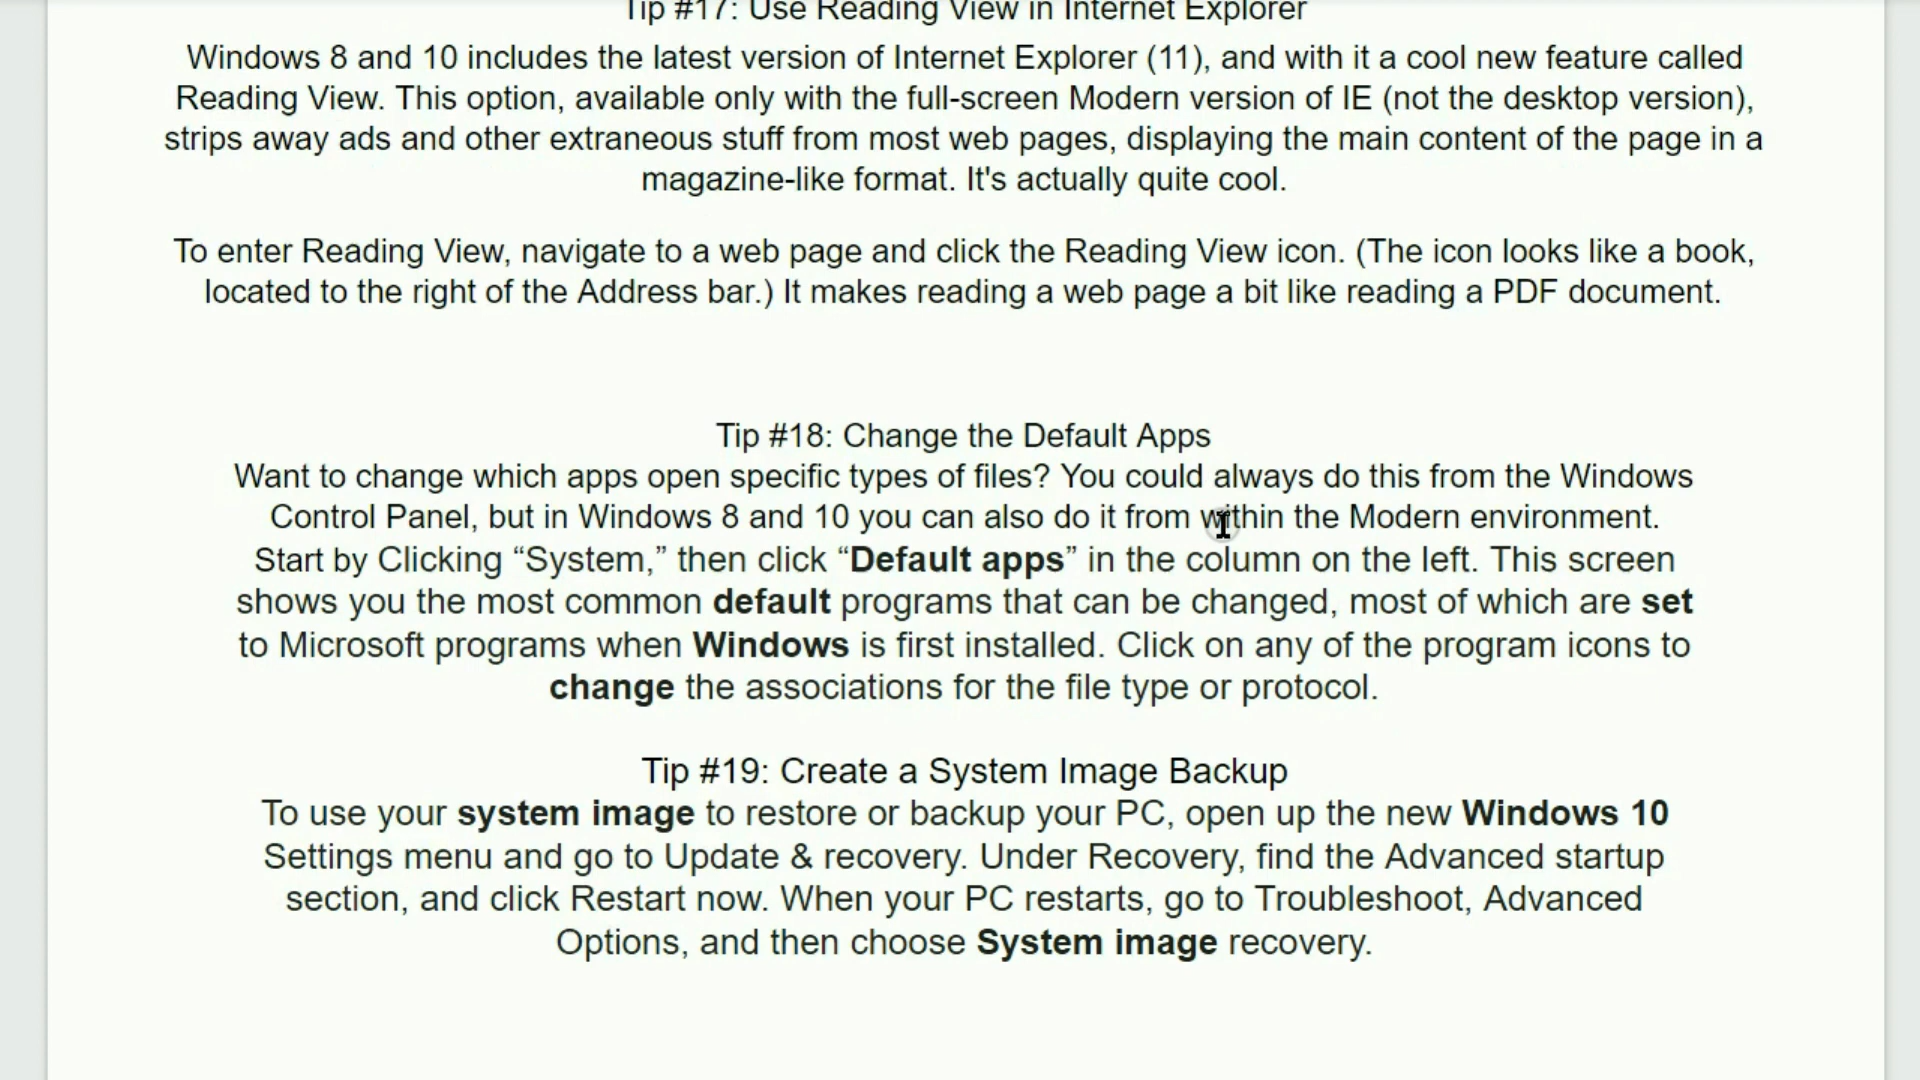 Tip #17: Use Reading View in Internet Explorer
Windows 8 and 10 includes the latest version of Internet Explorer (11), and with it a cool new feature called
Reading View. This option, available only with the full-screen Modern version of IE (not the desktop version),
strips away ads and other extraneous stuff from most web pages, displaying the main content of the page in a
magazine-like format. It's actually quite cool.
To enter Reading View, navigate to a web page and click the Reading View icon. (The icon looks like a book,
located to the right of the Address bar.) It makes reading a web page a bit like reading a PDF document.
Tip #18: Change the Default Apps
Want to change which apps open specific types of files? You could always do this from the Windows
Control Panel, but in Windows 8 and 10 you can also do it from within the Modern environment.
Start by Clicking “System,” then click “Default apps” in the column on the left. This screen
shows you the most common default programs that can be changed, most of which are set
to Microsoft programs when Windows is first installed. Click on any of the program icons to
change the associations for the file type or protocol.
Tip #19: Create a System Image Backup
To use your system image to restore or backup your PC, open up the new Windows 10
Settings menu and go to Update & recovery. Under Recovery, find the Advanced startup
section, and click Restart now. When your PC restarts, go to Troubleshoot, Advanced
Options, and then choose System image recovery.